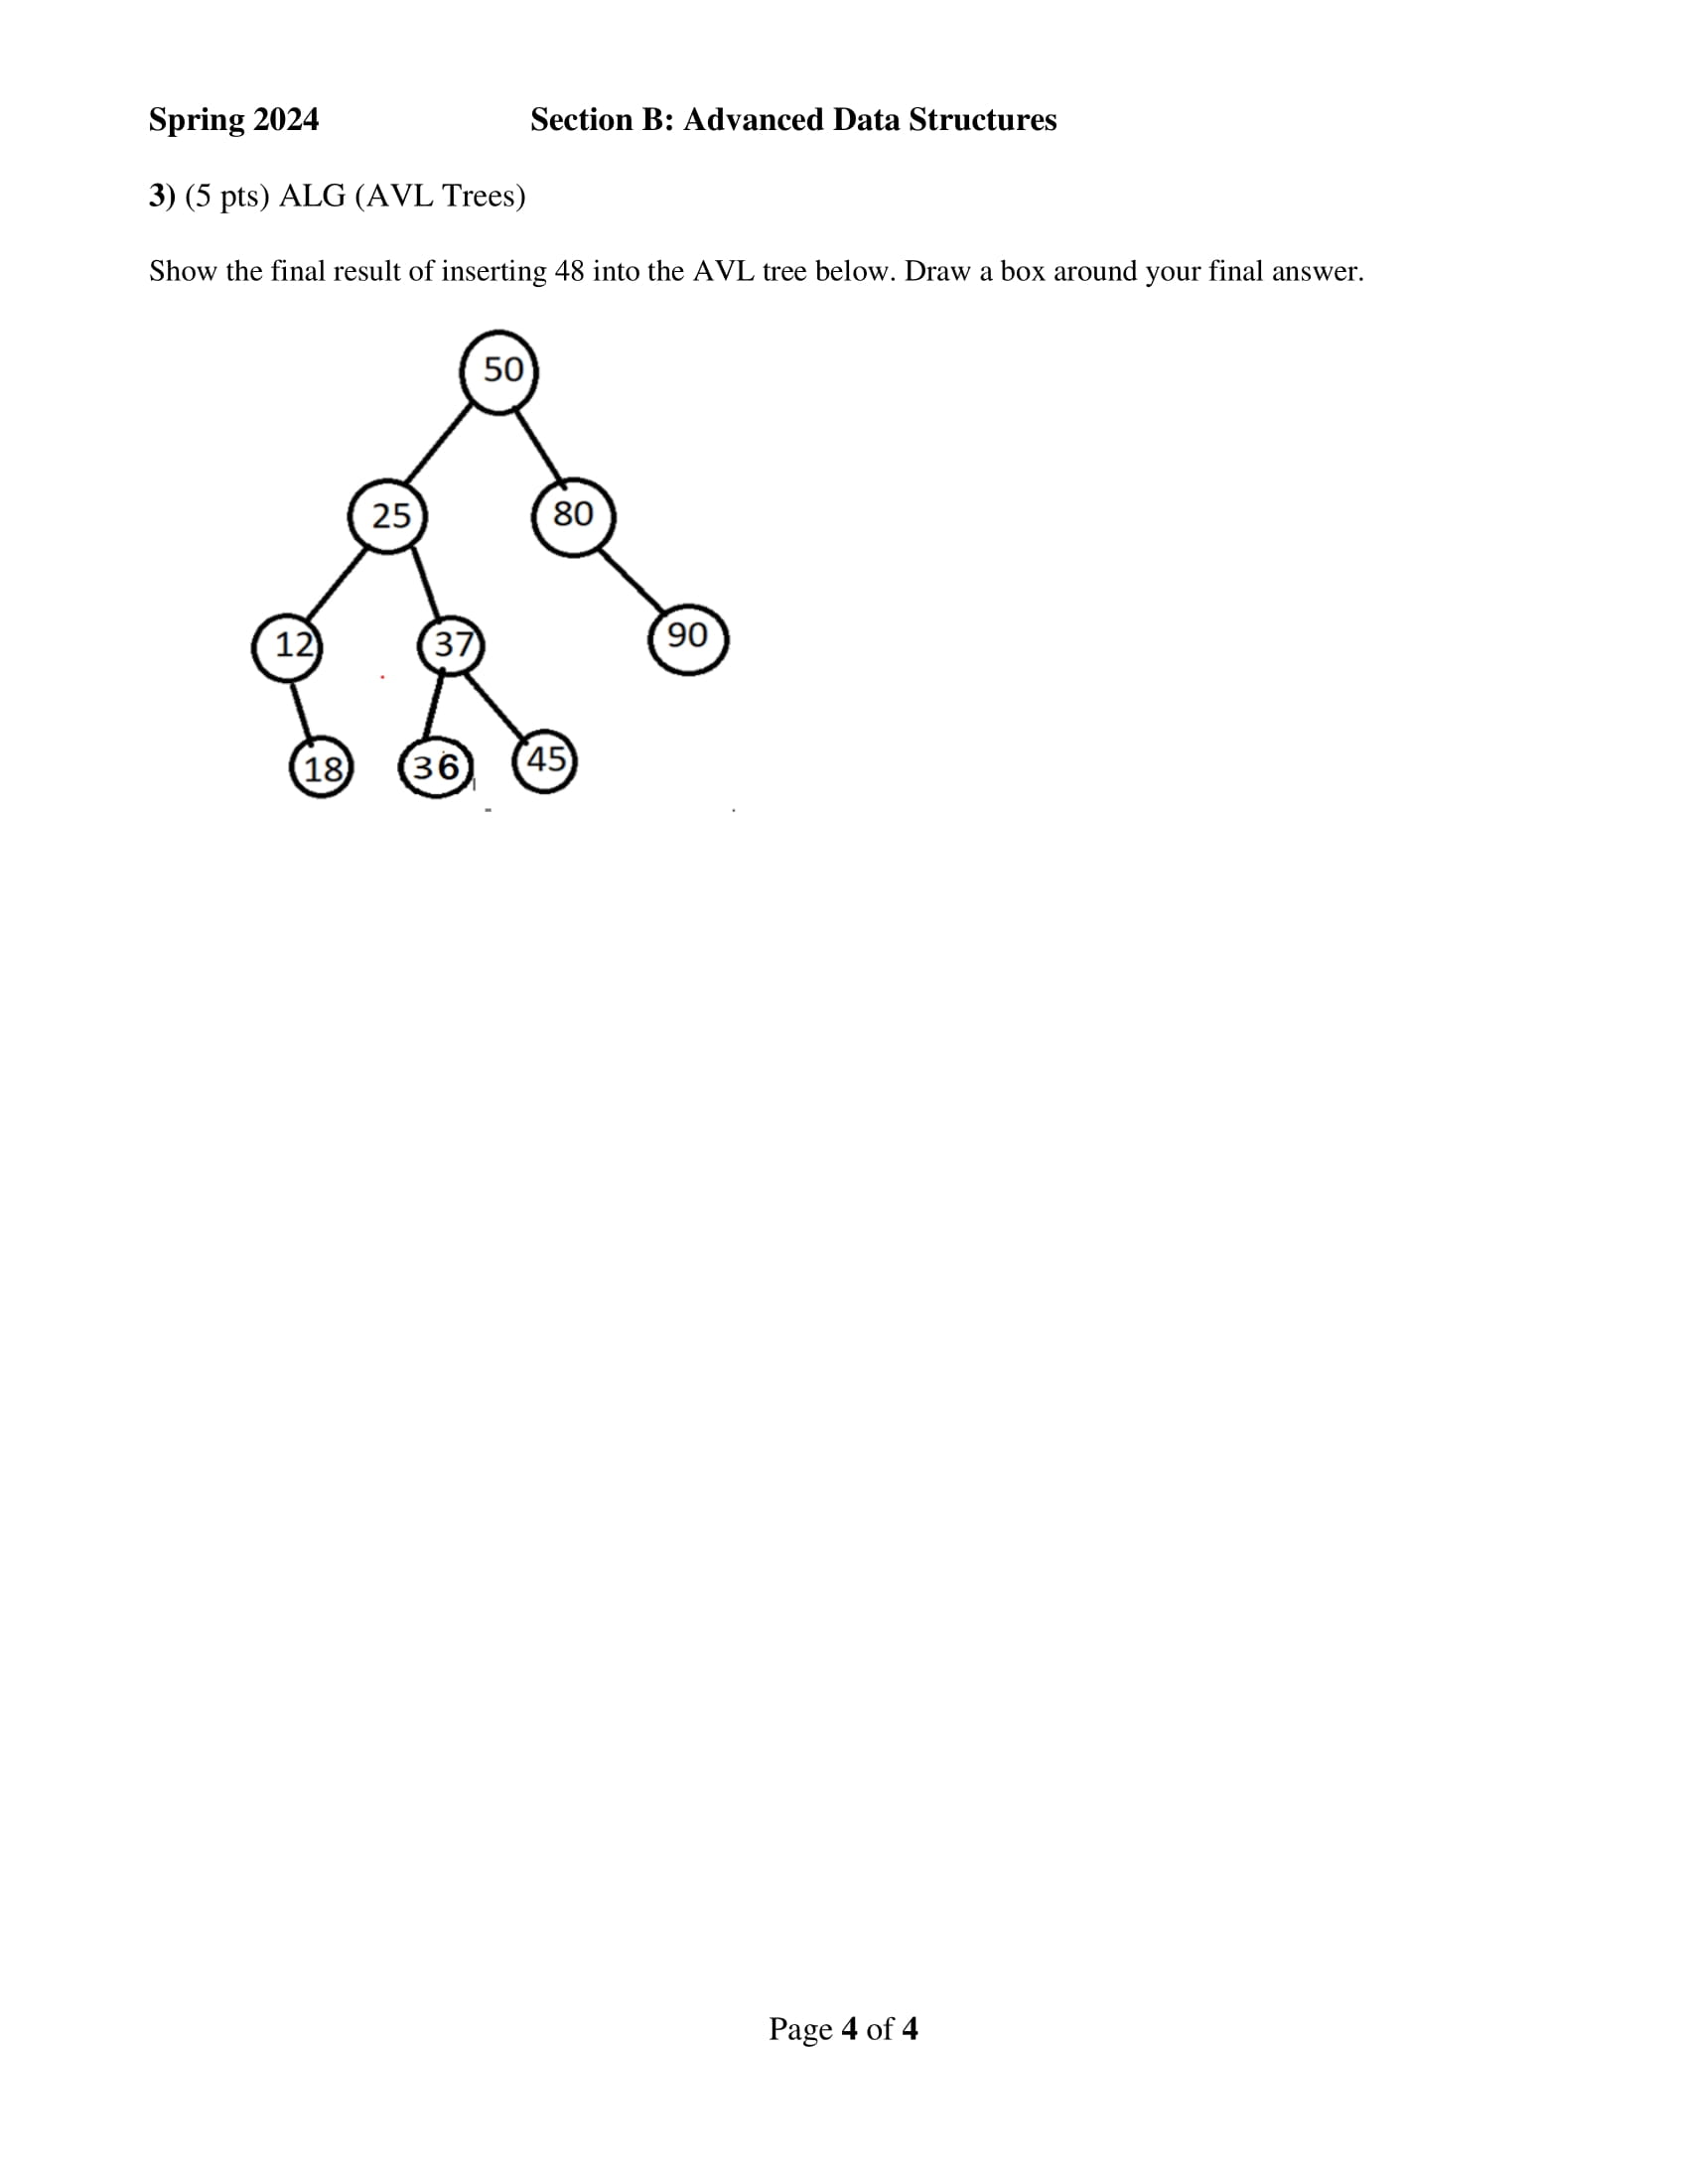 Spring 2024 Section B: Advanced Data Structures
3) (5 pts) ALG (AVL Trees)
Show the final result of inserting 48 into the AVL tree below. Draw a box around your final answer.
50
25 80
12 37 90
18 36 45
Page 4 of 4